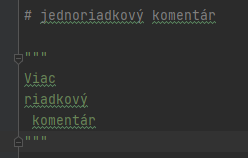 # jednoriadkový komentár
"""
Viac
riadkový
komentár
"""